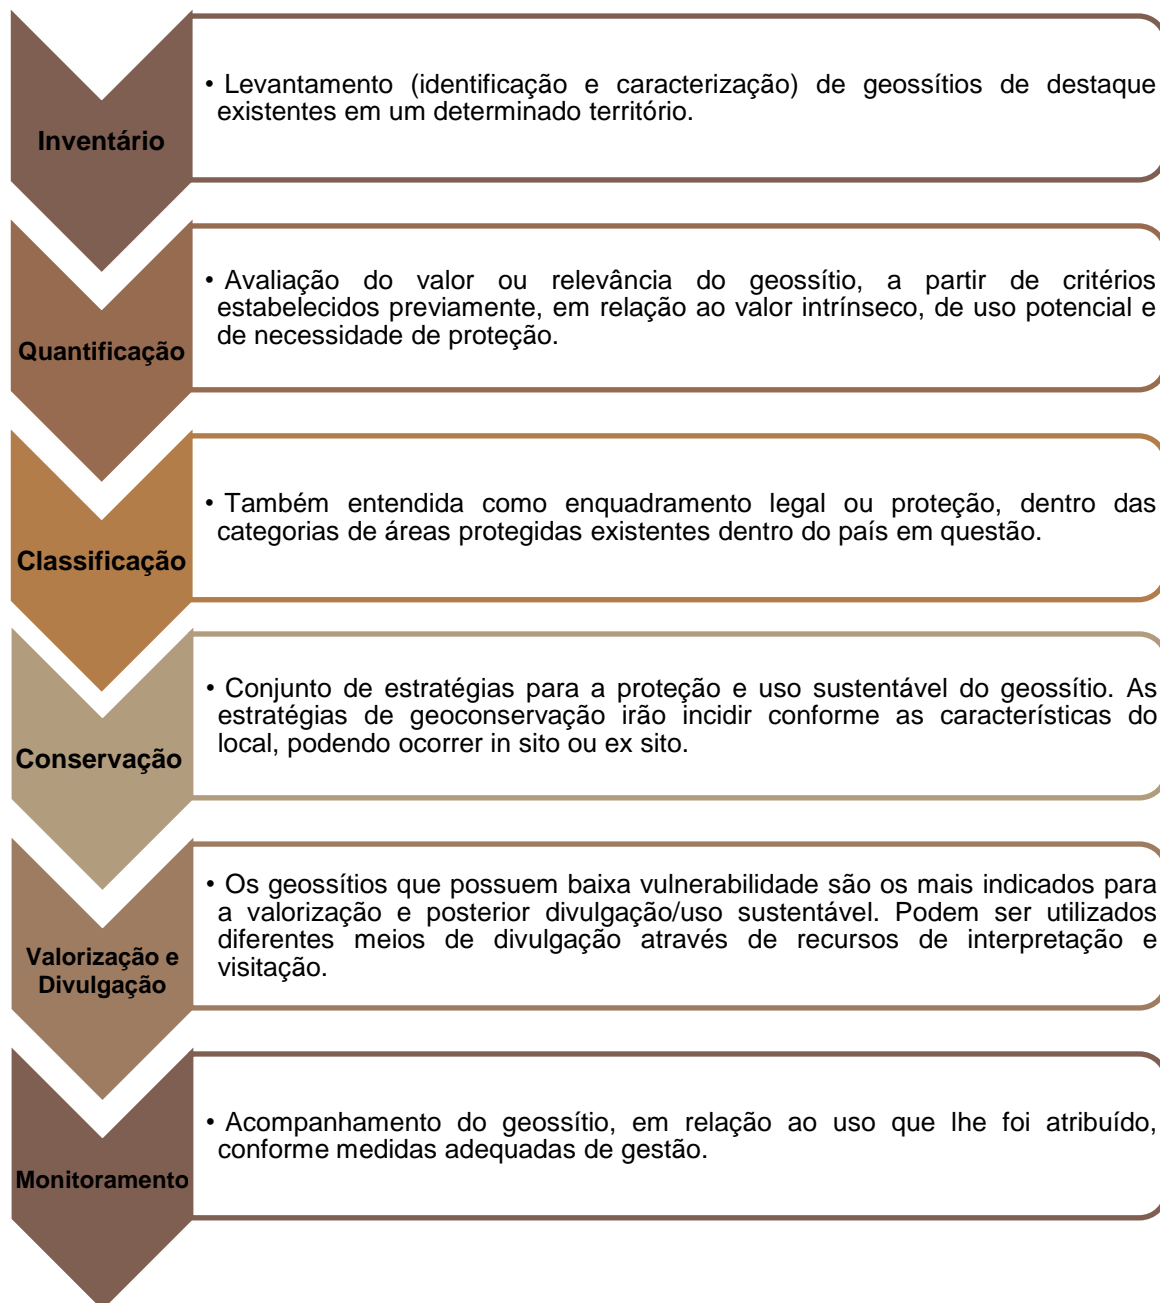 Inventário
• Levantamento (identificação e caracterização) de geossítios de destaque
existentes em um determinado território.
Quantificação
• Avaliação do valor ou relevância do geossítio, a partir de critérios
estabelecidos previamente, em relação ao valor intrínseco, de uso potencial e
de necessidade de proteção.
Classificação
• Também entendida como enquadramento legal ou proteção, dentro das
categorias de áreas protegidas existentes dentro do país em questão.
Conservação
• Conjunto de estratégias para a proteção e uso sustentável do geossítio. As
estratégias de geoconservação irão incidir conforme as características do
local, podendo ocorrer in sito ou ex sito.
Valorização e
Divulgação
• Os geossítios que possuem baixa vulnerabilidade são os mais indicados para
a valorização e posterior divulgação/uso sustentável. Podem ser utilizados
diferentes meios de divulgação através de recursos de interpretação e
visitação.
Monitoramento
• Acompanhamento do geossítio, em relação ao uso que lhe foi atribuído,
conforme medidas adequadas de gestão.